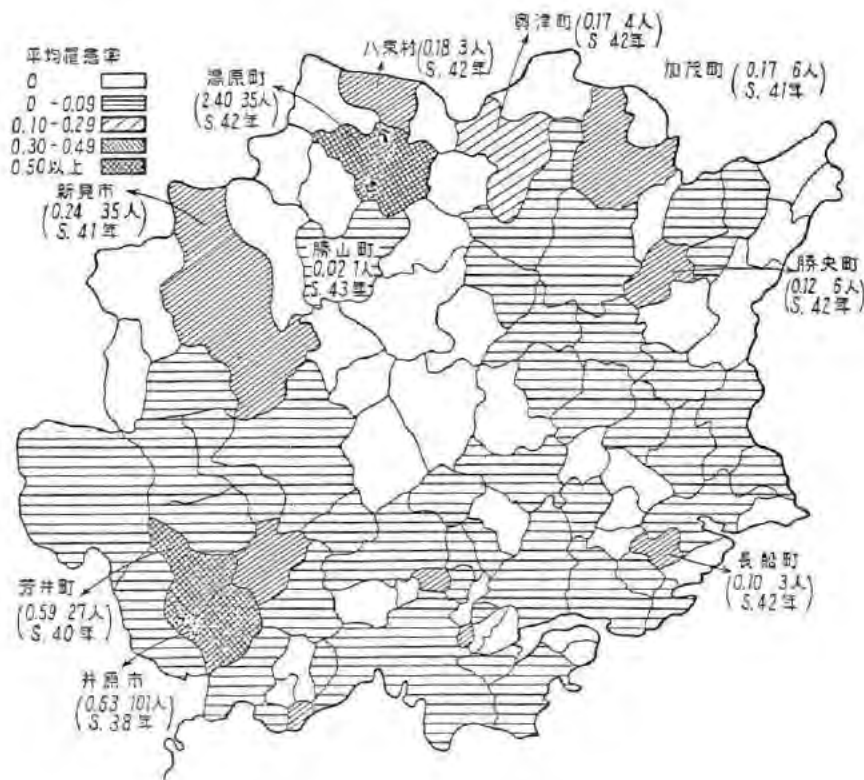 平均罹患率
0
0 -0.09
0.10-0.29
0.30-0.49
0.50以上
八束村(0.18 3人)
S. 42年
奥津町(0.17 4人)
S. 42年
加茂町(0.17 6人)
S. 41年
湯原町
(2.40 35人)
S. 42年
新見市
(0.24 35人)
S. 41年
勝山町
0.02 1人
S. 43年
勝央町
(0.12 6人)
S. 42年
芳井町
(0.59 27人)
S. 40年
長船町
(0.10 3人)
S. 42年
井原市
(0.53 101人)
S. 38年